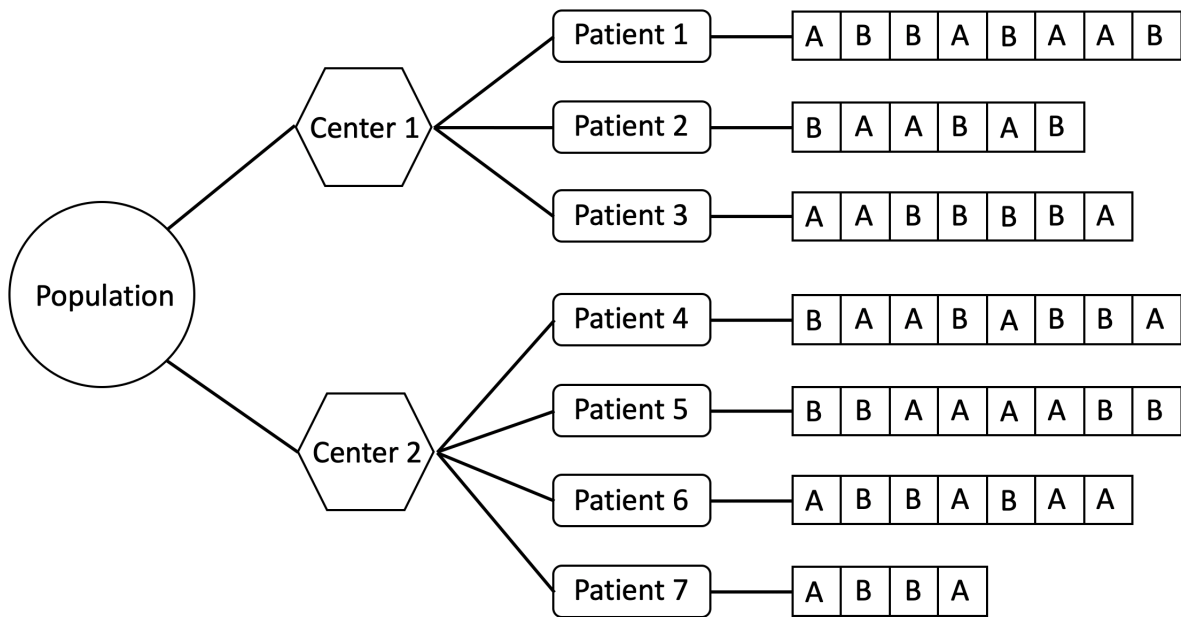 Population
Center 1
Patient 1 A B B A B A A B
Patient 2 B A A B A B
Patient 3 A A B B B B A
Center 2
Patient 4 B A A B A B B A
Patient 5 B B A A A A B B
Patient 6 A B B A B A A
Patient 7 A B B A